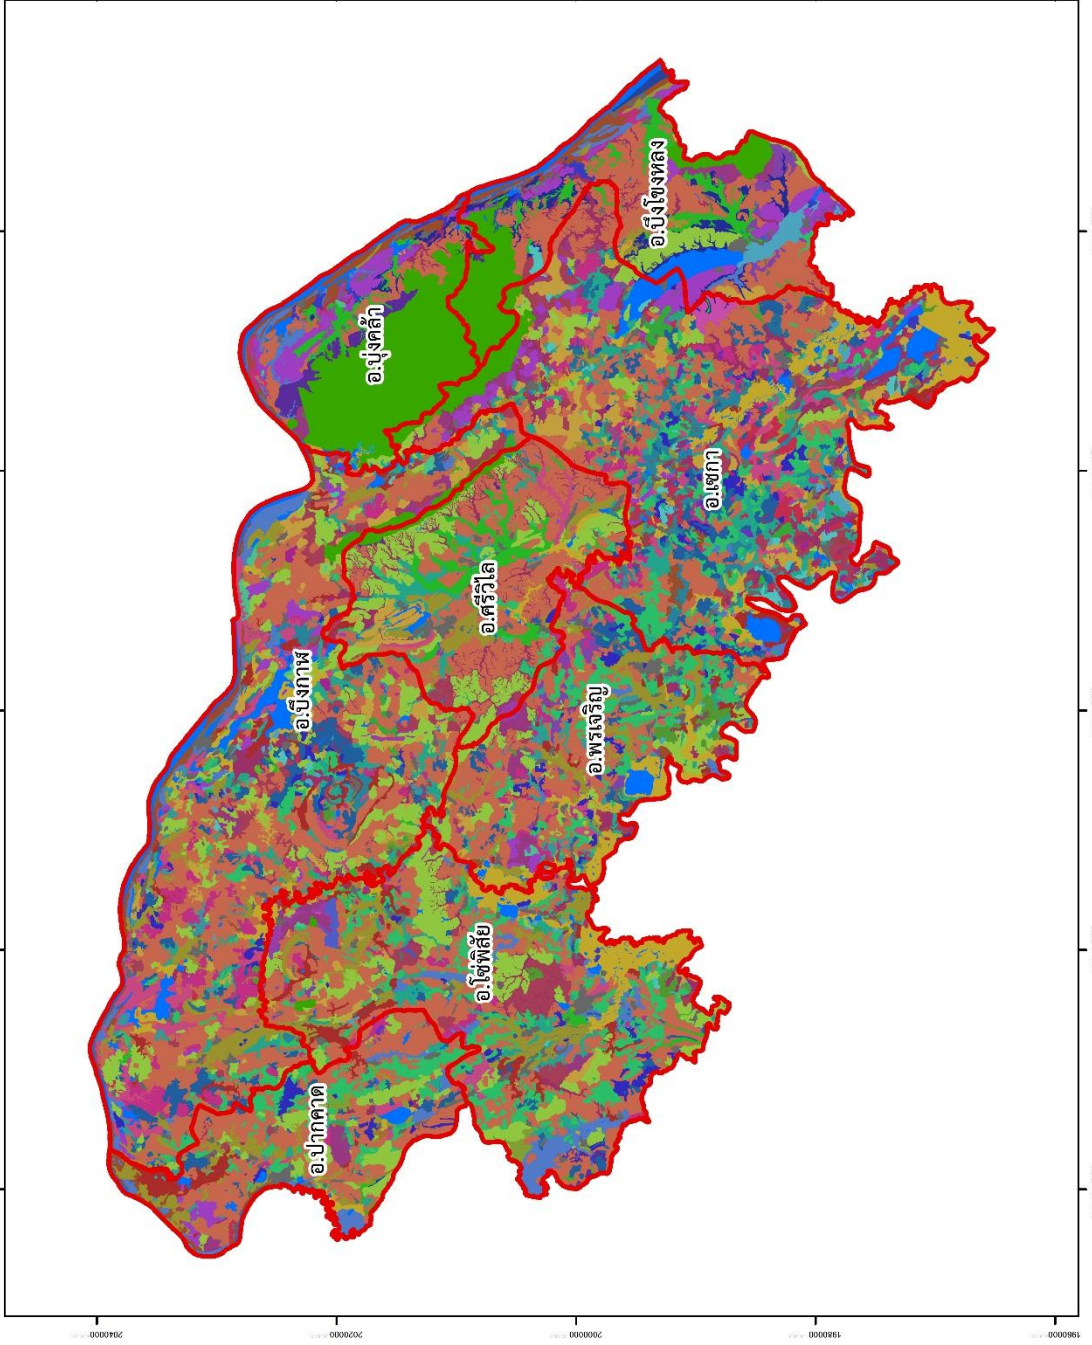 อ.บึงโขงหลง
อ.บุ่งคล้า
อ.เซกา
อ.ศรีวิไล
อ.บึงกาฬ
อ.พรเจริญ
อ.โซ่พิสัย
อ.ปากคาด
2040000
2020000
2000000
1980000
1960000